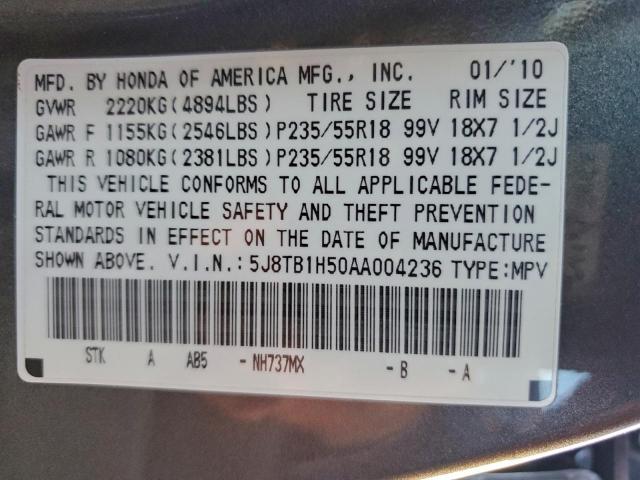 MFD. BY HONDA OF AMERICA MFG., INC. 01/'10
GVWR 2220KG(4894LBS) TIRE SIZE RIM SIZE
GAWR F 1155KG(2546LBS)P235/55R18 99V 18X7 1/2J
GAWR R 1080KG(2381LBS)P235/55R18 99V 18X7 1/2J
THIS VEHICLE CONFORMS TO ALL APPLICABLE FEDE-
RAL MOTOR VEHICLE SAFETY AND THEFT PREVENTION
STANDARDS IN EFFECT ON THE DATE OF MANUFACTURE
SHOWN ABOVE. V.I.N.:5J8TB1H50AA004236 TYPE:MPV
STK A AB5 -NH737MX -B -A